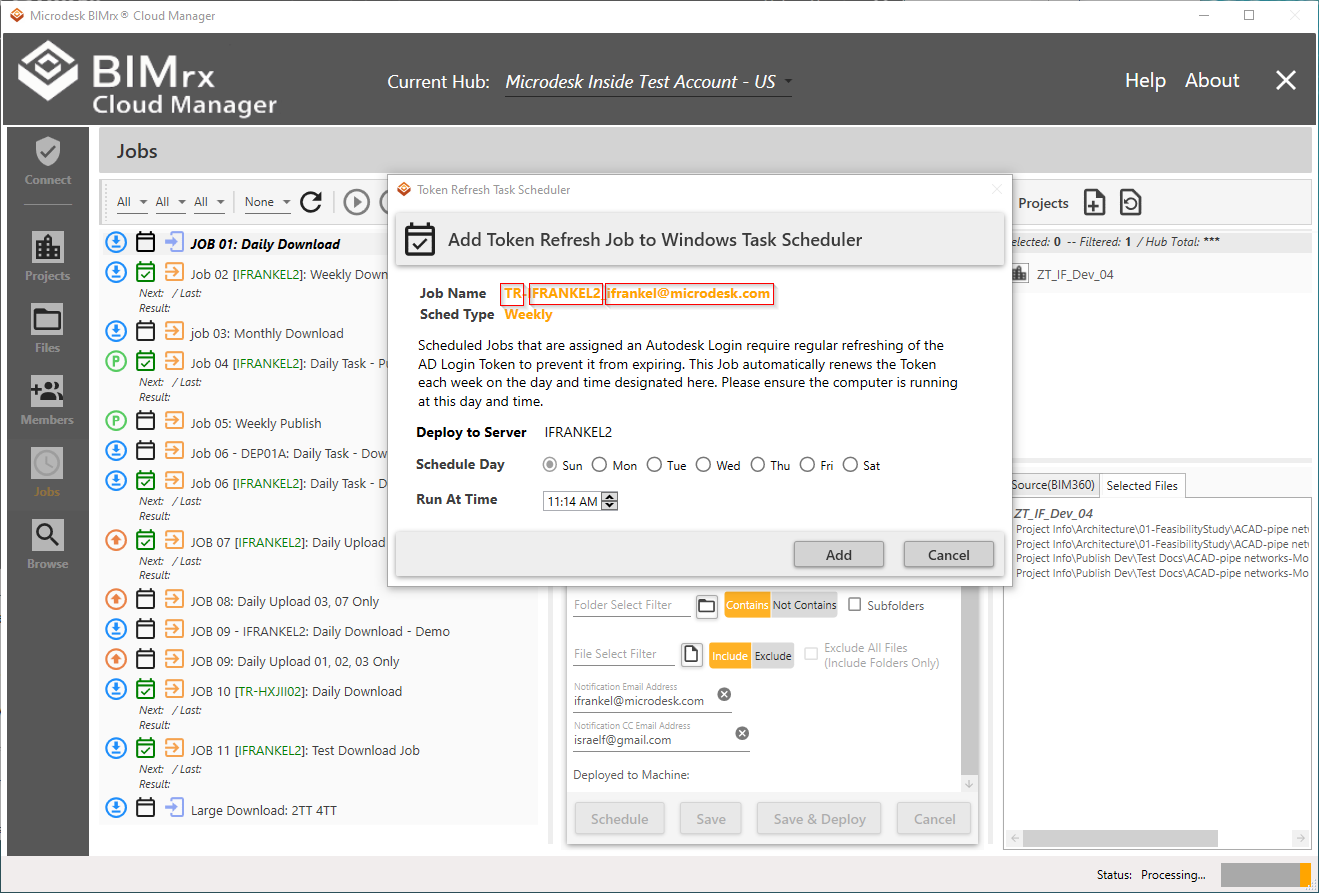 Microdesk BIMrx® Cloud Manager
BIMrx
Cloud Manager
Current Hub: Microdesk Inside Test Account - US
Help About
Connect
Projects
Files
Members
Jobs
Browse
Jobs
All All All None
JOB 01: Daily Download
Job 02 [IFRANKEL2]: Weekly Down
Next: / Last:
Result:
job 03: Monthly Download
P Job 04 [IFRANKEL2]: Daily Task - Pu
Next: / Last:
Result:
P Job 05: Weekly Publish
Job 06 - DEP01A: Daily Task - Dow
Job 06 [IFRANKEL2]: Daily Task - D
Next: / Last:
Result:
JOB 07 [IFRANKEL2]: Daily Upload
Next: / Last:
Result:
JOB 08: Daily Upload 03, 07 Only
JOB 09 - IFRANKEL2: Daily Download - Demo
JOB 09: Daily Upload 01, 02, 03 Only
JOB 10 [TR-HXJII02]: Daily Download
Next: / Last:
Result:
JOB 11 [IFRANKEL2]: Test Download Job
Next: / Last:
Result:
Large Download: 2TT 4TT
Token Refresh Task Scheduler
Add Token Refresh Job to Windows Task Scheduler
Job Name TR-IFRANKEL2 ifrankel@microdesk.com
Sched Type Weekly
Scheduled Jobs that are assigned an Autodesk Login require regular refreshing of the
AD Login Token to prevent it from expiring. This Job automatically renews the Token
each week on the day and time designated here. Please ensure the computer is running
at this day and time.
Deploy to Server IFRANKEL2
Schedule Day Sun Mon Tue Wed Thu Fri Sat
Run At Time 11:14 AM
Add Cancel
Folder Select Filter Contains Not Contains Subfolders
File Select Filter Include Exclude Exclude All Files
(Include Folders Only)
Notification Email Address
ifrankel@microdesk.com
Notification CC Email Address
israelf@gmail.com
Deployed to Machine:
Schedule Save Save & Deploy Cancel
Projects
elected: 0 -- Filtered: 1 / Hub Total: ***
ZT_IF_Dev_04
Source(BIM360) Selected Files
ZT_IF_Dev_04
Project Info\Architecture\01-FeasibilityStudy\ACAD-pipe netw
Project Info\Architecture\01-FeasibilityStudy\ACAD-pipe netw
Project Info\Publish Dev\Test Docs\ACAD-pipe networks-Mo
Project Info\Publish Dev\Test Docs\ACAD-pipe networks-Mo
Status: Processing...